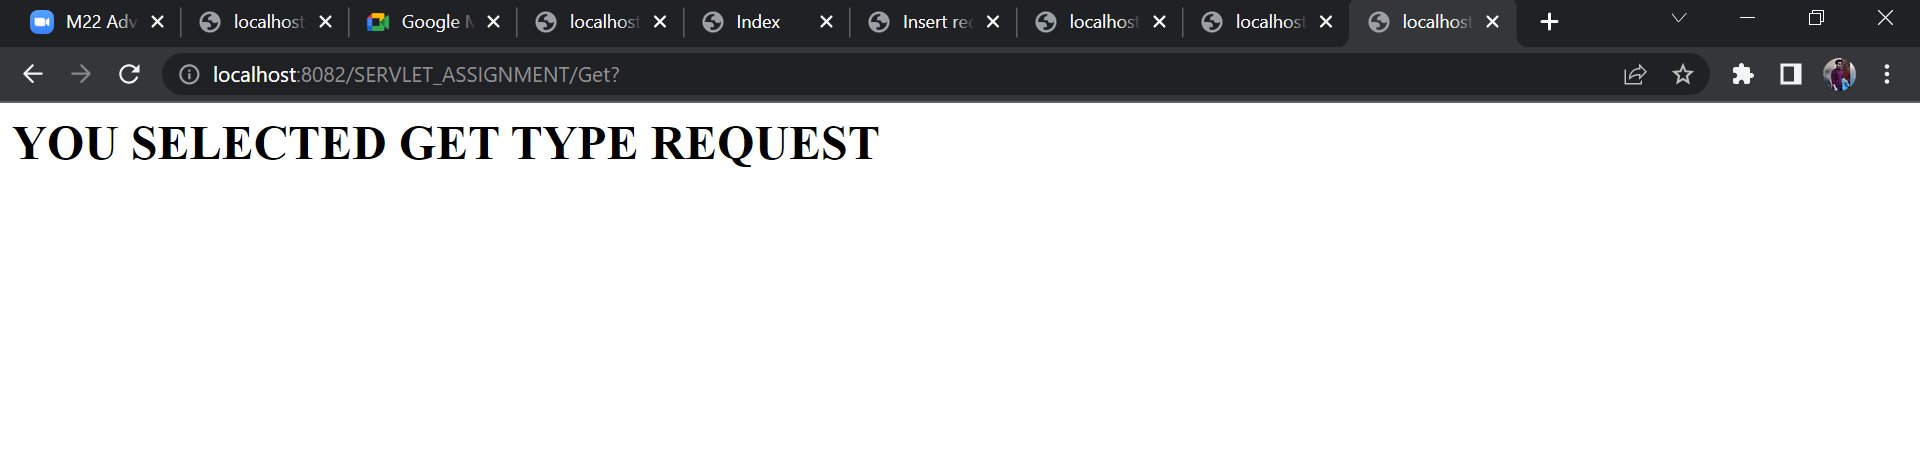 M22 Adv
localhost
Google M
localhost
Index
Insert rec
localhost
localhost
localhost
localhost:8082/SERVLET_ASSIGNMENT/Get?
YOU SELECTED GET TYPE REQUEST